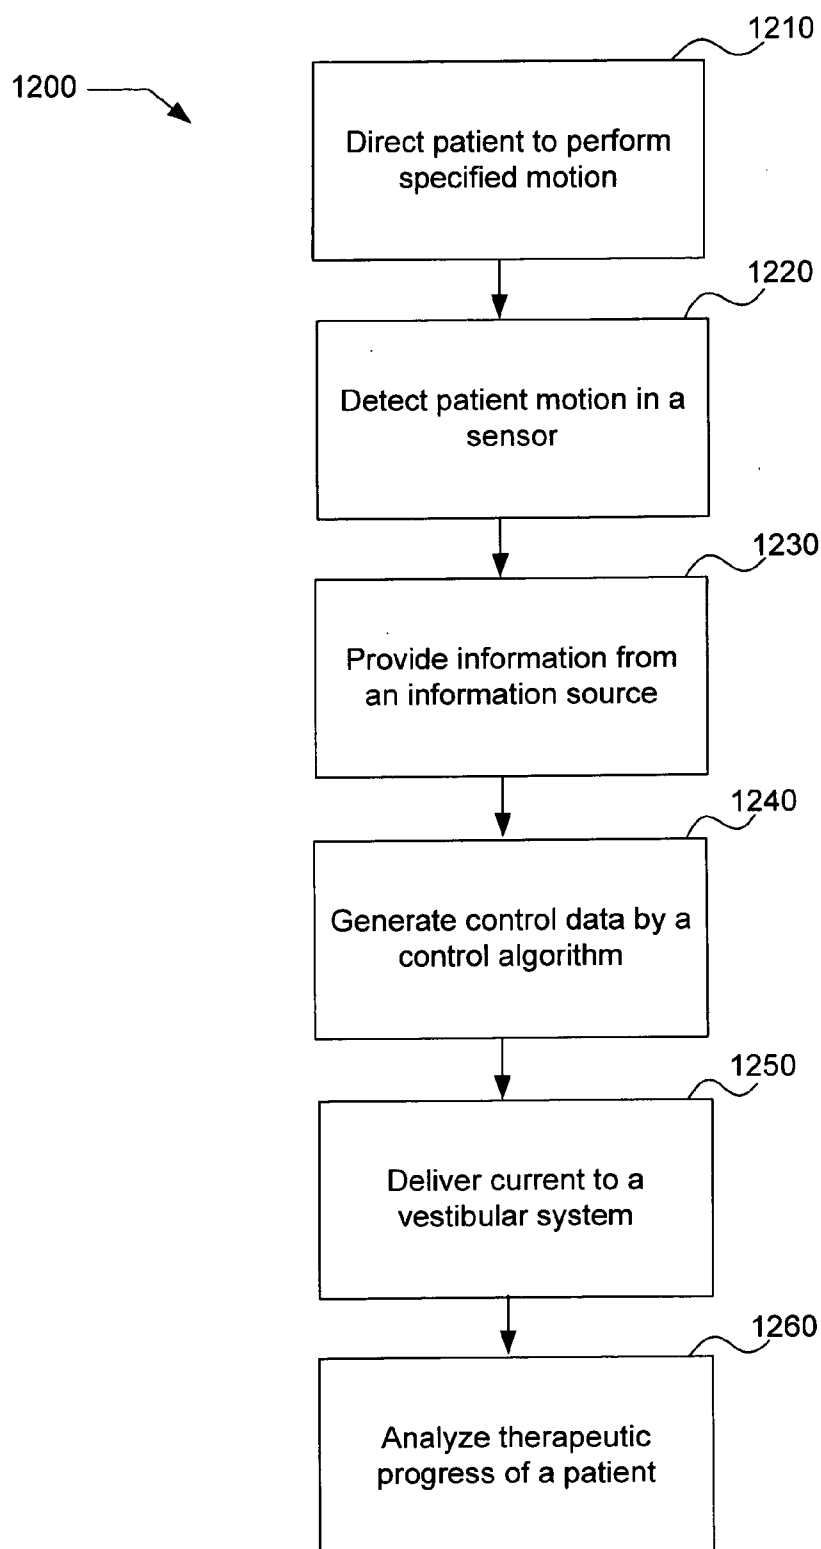 1210
1200
Direct patient to perform
specified motion
1220
Detect patient motion in a
sensor
1230
Provide information from
an information source
1240
Generate control data by a
control algorithm
1250
Deliver current to a
vestibular system
1260
Analyze therapeutic
progress of a patient